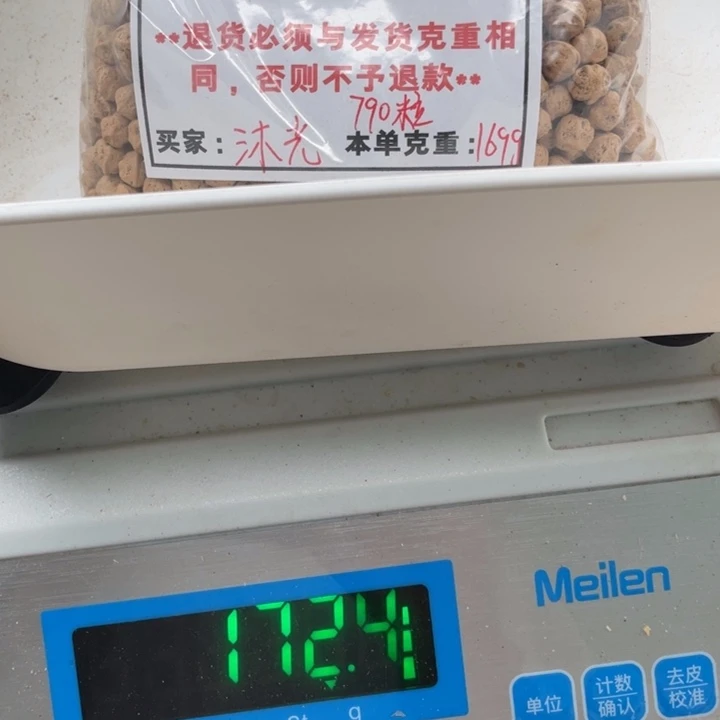 **退货必须与发货克重相
同，否则不予退款**
790粒
买家：沐光 本单克重：1699
Meilen
172.4
g
单位
计数
确认
去皮
校准